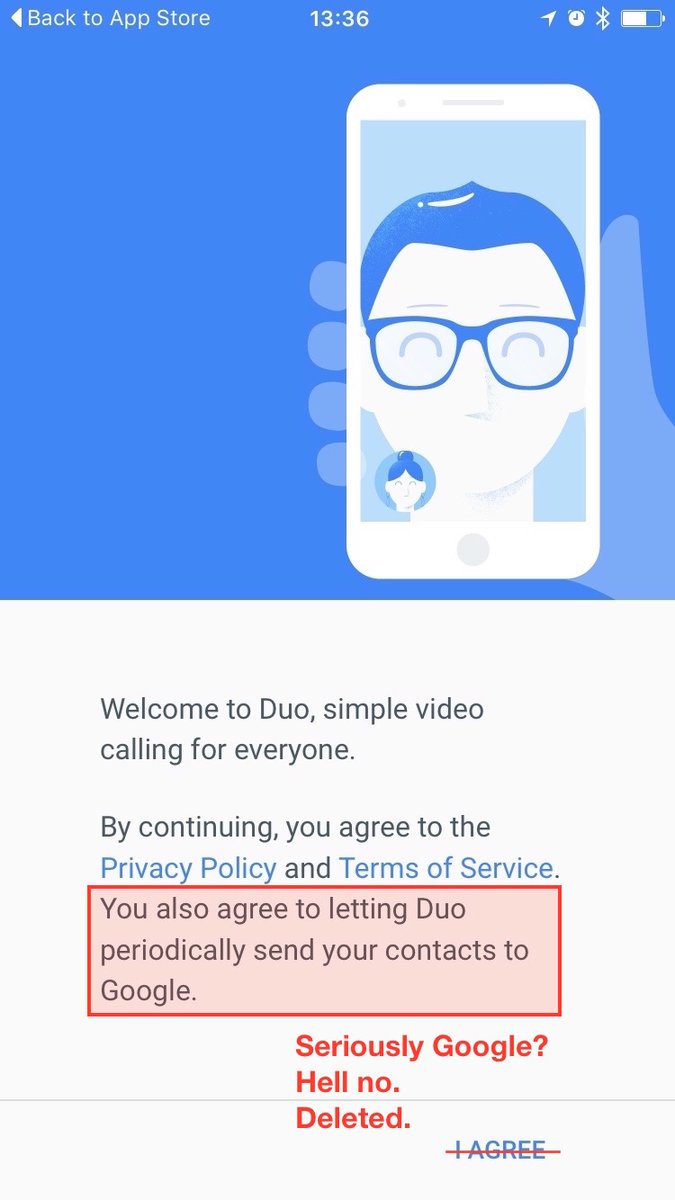 Back to App Store
13:36
Welcome to Duo, simple video
calling for everyone.
By continuing, you agree to the
Privacy Policy and Terms of Service.
You also agree to letting Duo
periodically send your contacts to
Google.
Seriously Google?
Hell no.
Deleted.
I AGREE